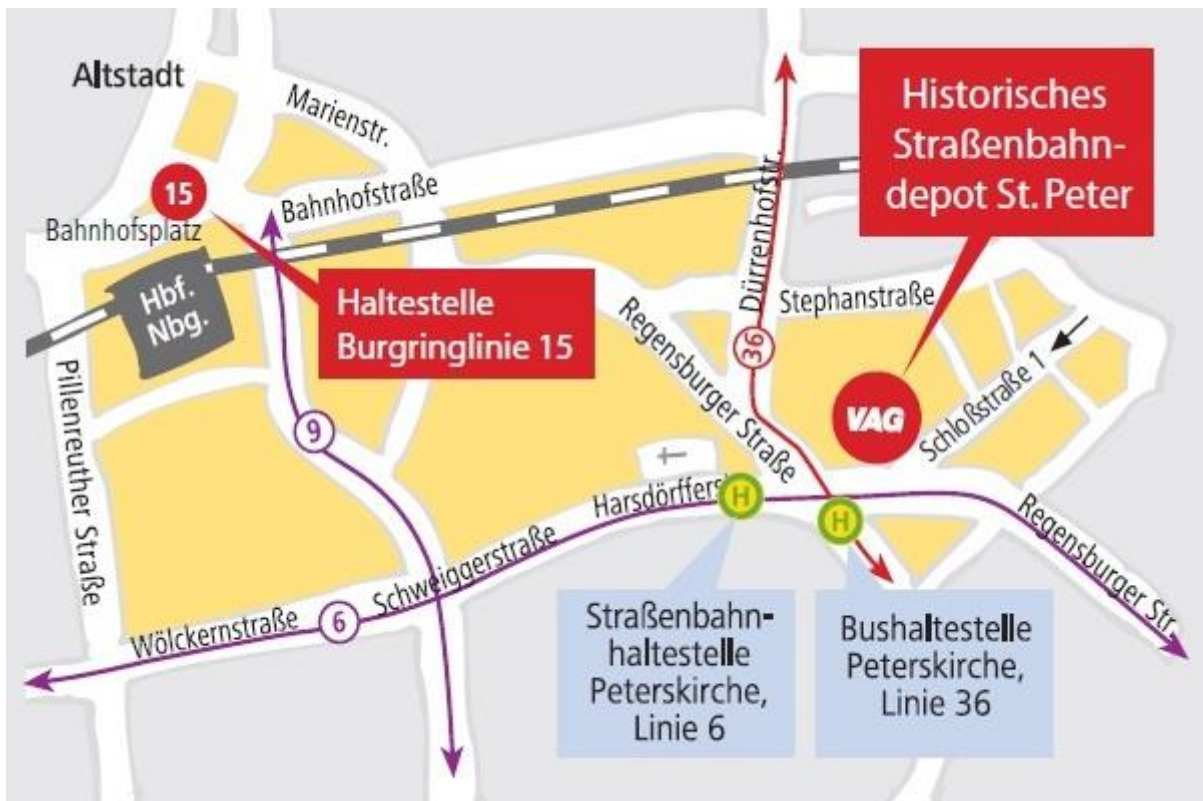 Altstadt
Marienstr.
15
Bahnhofstraße
Bahnhofsplatz
Hbf.
Nbg.
Haltestelle
Burgringlinie 15
Dürrenhofstr.
Historisches
Straßenbahn-
depot St. Peter
Stephanstraße
36
Regensburger Straße
Pillenreuther Straße
9
VAG
Schloßstraße 1
Harsdörfferst
H
H
Regensburger Str.
Schweiggerstraße
Wölckernstraße
6
Straßenbahn-
haltestelle
Peterskirche,
Linie 6
Bushaltestelle
Peterskirche,
Linie 36